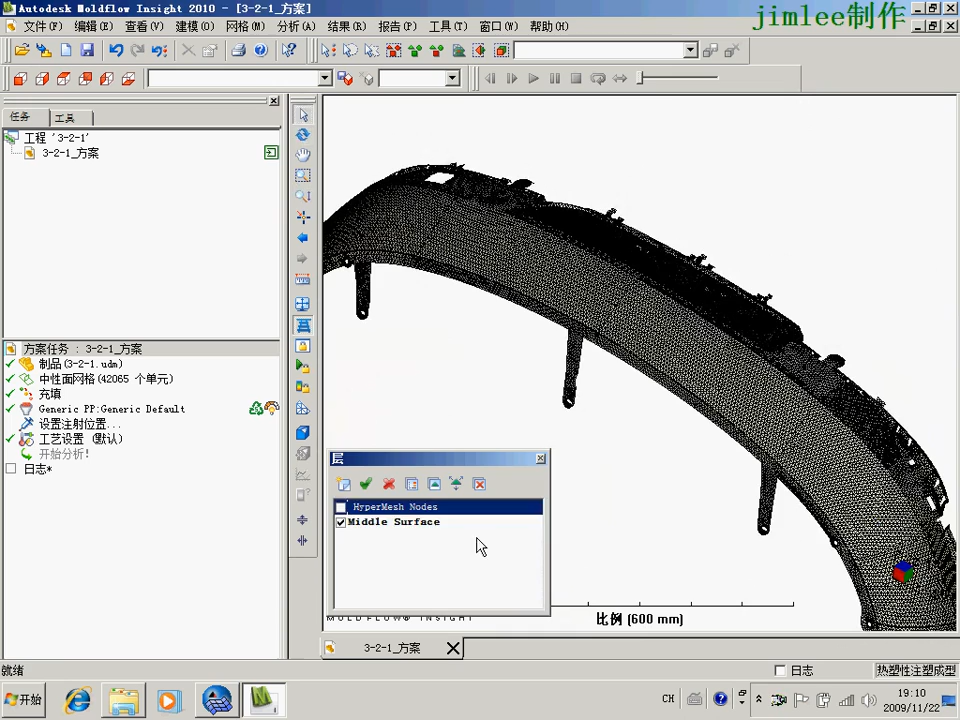 Autodesk Moldflow Insight 2010 - [3-2-1_方案]
jimlee制作
文件(F) 编辑(E) 查看(V) 建模(O) 网格(M) 分析(A) 结果(R) 报告(P) 工具(T) 窗口(W) 帮助(H)
任务 工具
工程 '3-2-1'
3-2-1_方案
方案任务 : 3-2-1_方案
制品(3-2-1.udm)
中性面网格(42065 个单元)
充填
Generic PP:Generic Default
设置注射位置...
工艺设置 (默认)
开始分析!
日志*
层
HyperMesh Nodes
Middle Surface
比例 (600 mm)
MOLDFLOW® INSIGHT
3-2-1_方案
就绪
日志
热塑性注塑成型
开始
CH
19:10
2009/11/22